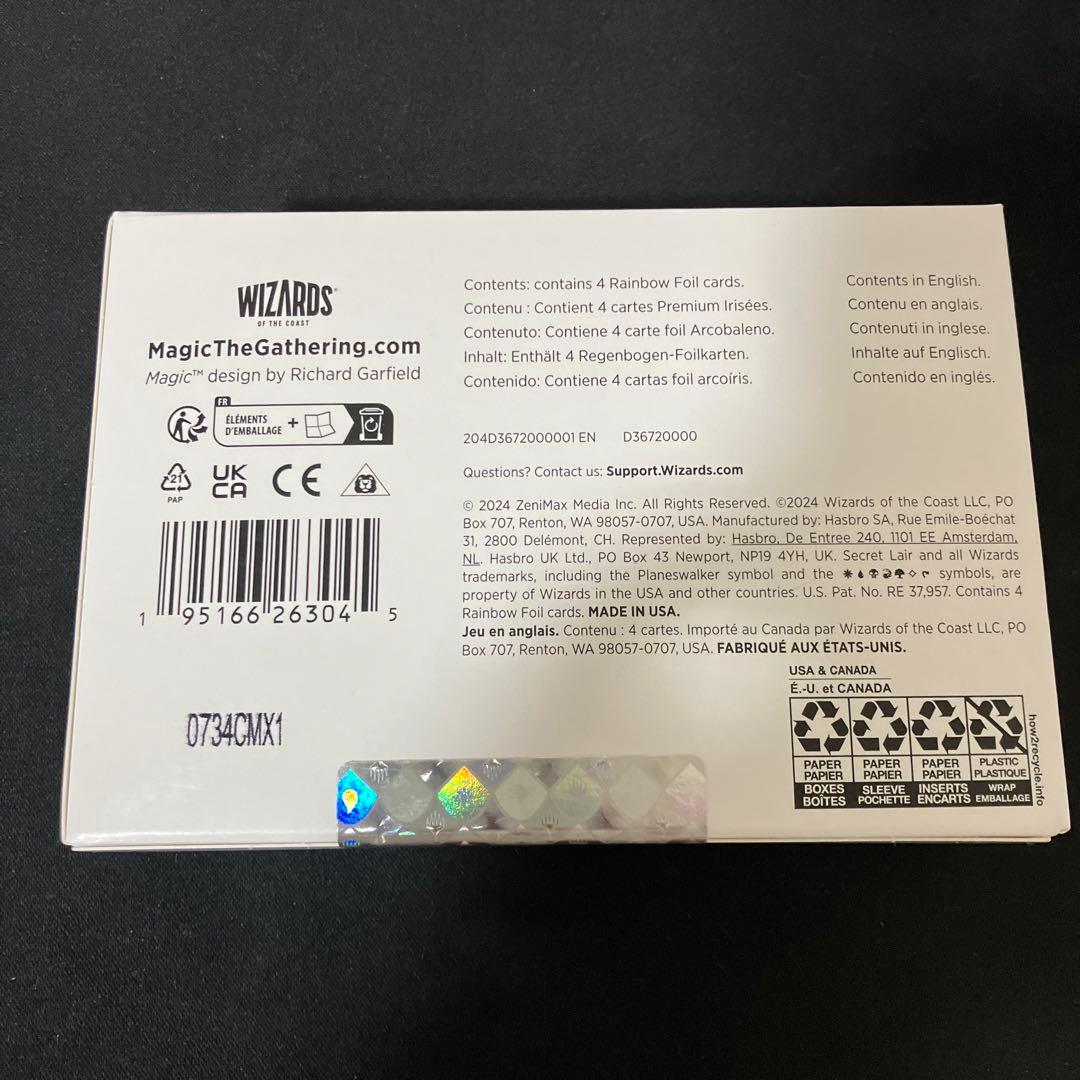 WIZARDS®
OF THE COAST
MagicTheGathering.com
Magic™ design by Richard Garfield
FR
ÉLÉMENTS
D'EMBALLAGE +
21
PAP
UK
CA
CE
1 95166 26304 5
0734CMX1
Contents: contains 4 Rainbow Foil cards.
Contenu : Contient 4 cartes Premium Irisées.
Contenuto: Contiene 4 carte foil Arcobaleno.
Inhalt: Enthält 4 Regenbogen-Foilkarten.
Contenido: Contiene 4 cartas foil arcoíris.
Contents in English.
Contenu en anglais.
Contenuti in inglese.
Inhalte auf Englisch.
Contenido en inglés.
204D3672000001 EN D36720000
Questions? Contact us: Support.Wizards.com
© 2024 ZeniMax Media Inc. All Rights Reserved. ©2024 Wizards of the Coast LLC, PO
Box 707, Renton, WA 98057-0707, USA. Manufactured by: Hasbro SA, Rue Emile-Boéchat
31, 2800 Delémont, CH. Represented by: Hasbro, De Entree 240, 1101 EE Amsterdam,
NL. Hasbro UK Ltd., PO Box 43 Newport, NP19 4YH, UK. Secret Lair and all Wizards
trademarks, including the Planeswalker symbol and the symbols, are
property of Wizards in the USA and other countries. U.S. Pat. No. RE 37,957. Contains 4
Rainbow Foil cards. MADE IN USA.
Jeu en anglais. Contenu : 4 cartes. Importé au Canada par Wizards of the Coast LLC, PO
Box 707, Renton, WA 98057-0707, USA. FABRIQUÉ AUX ÉTATS-UNIS.
USA & CANADA
É.-U. et CANADA
PAPER PAPER PAPER PLASTIC
PAPIER PAPIER PAPIER PLASTIQUE
BOXES SLEEVE INSERTS WRAP
BOÎTES POCHETTE ENCARTS EMBALLAGE
how2recycle.info